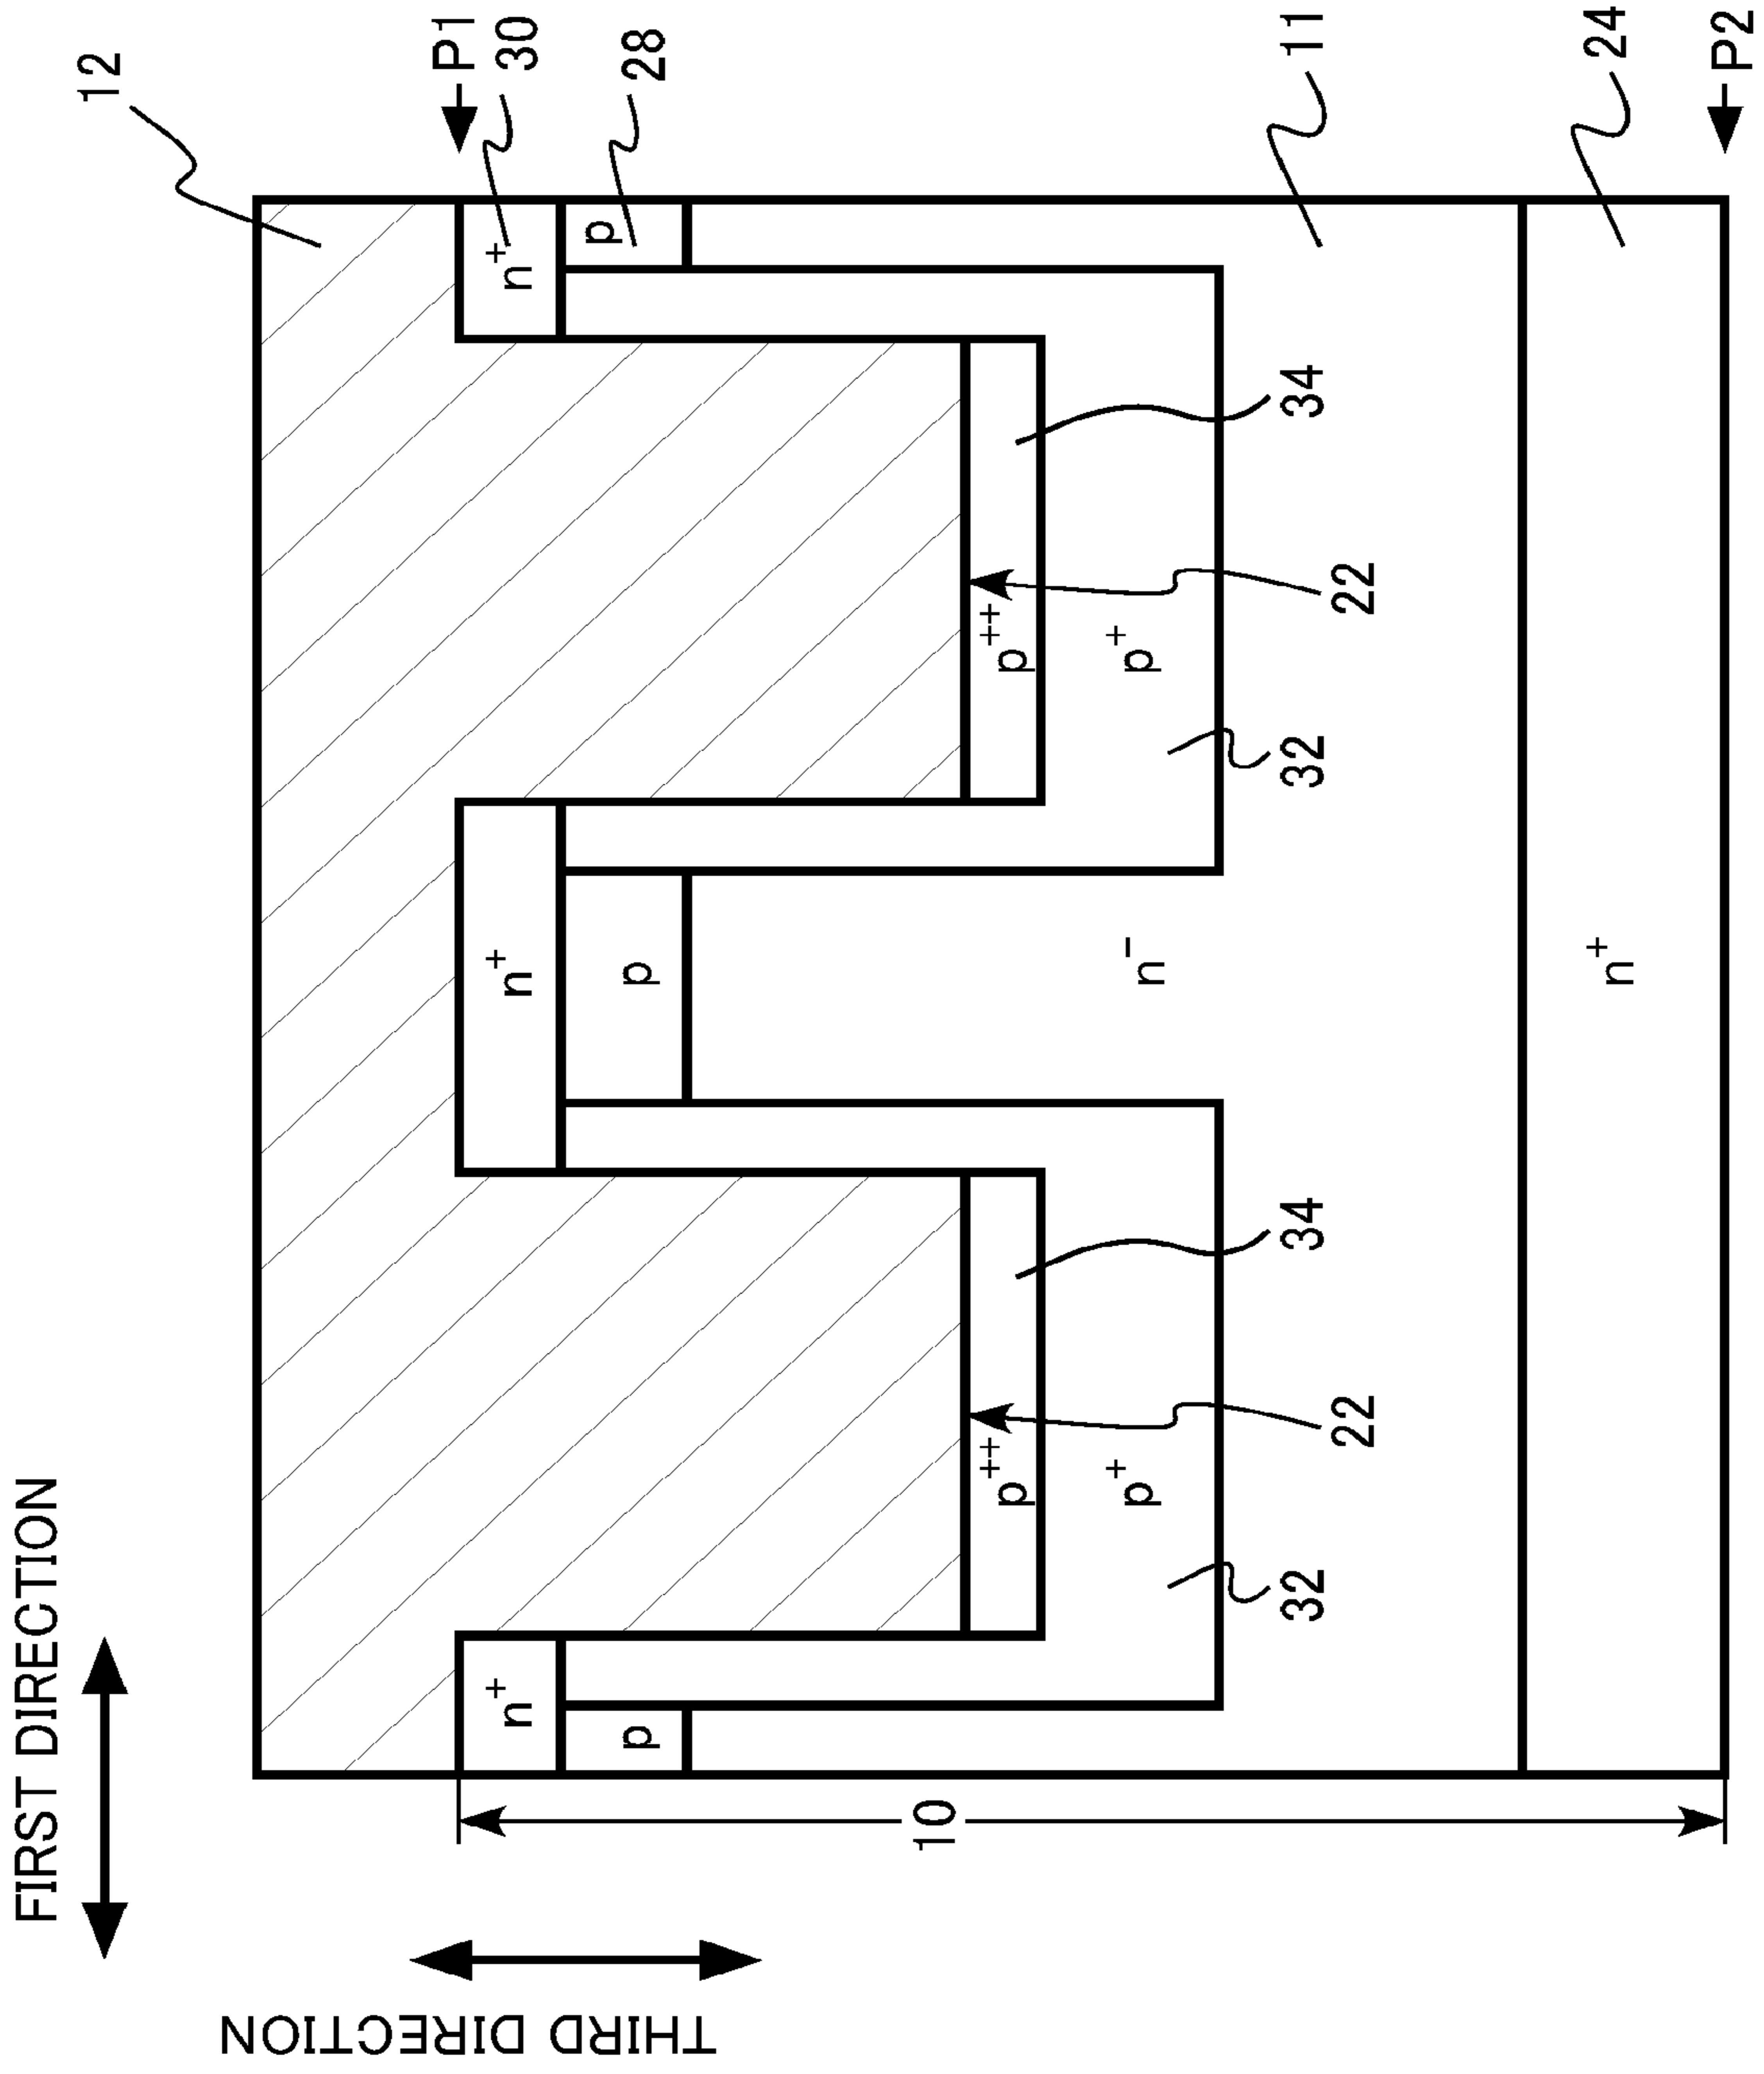 12
P1
30
28
11
24
P2
n+
p
34
22
p++
p+
32
n+
p
n-
n+
34
22
p++
p+
32
n+
p
10
FIRST DIRECTION
THIRD DIRECTION